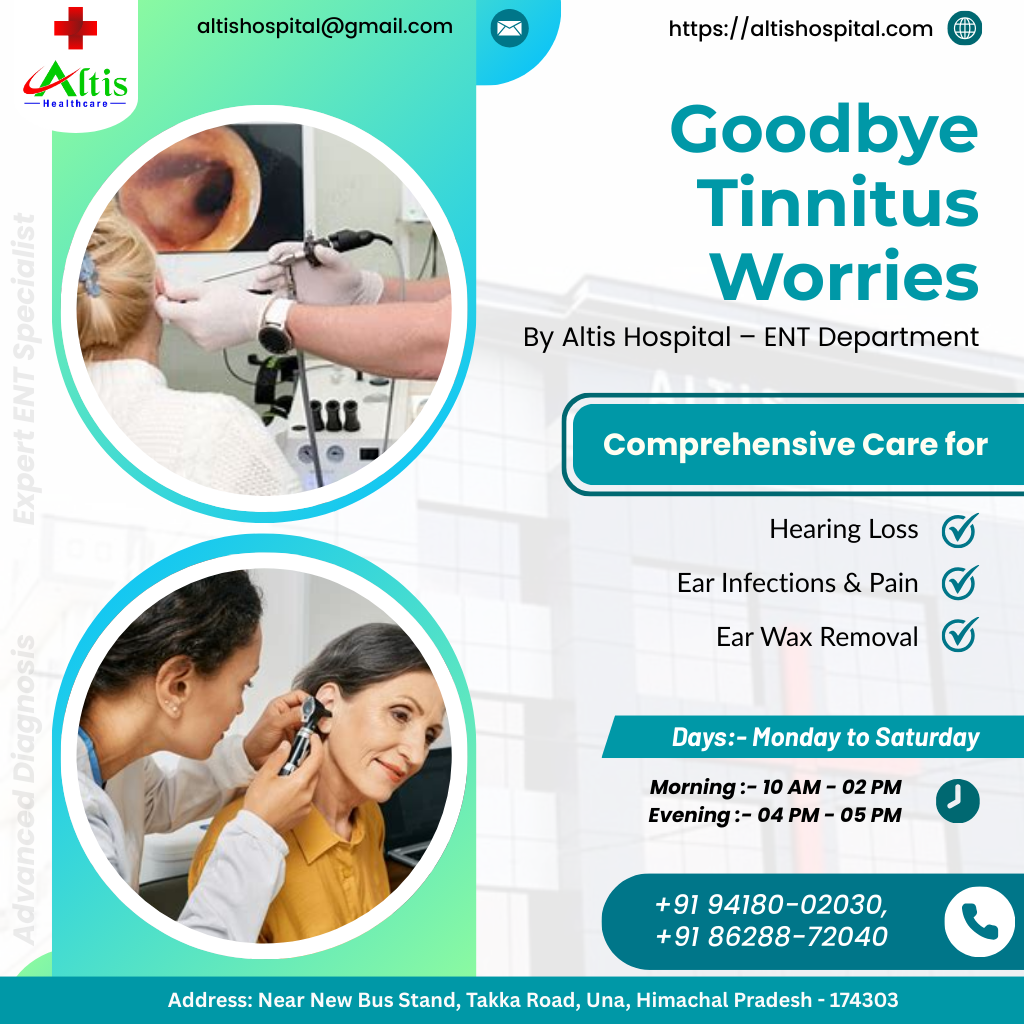 altishospital@gmail.com
https://altishospital.com
Altis
Healthcare
Goodbye
Tinnitus
Worries
By Altis Hospital – ENT Department
ALTIS
Comprehensive Care for
Hearing Loss
Ear Infections & Pain
Ear Wax Removal
Expert ENT Specialist
Advanced Diagnosis
Days:- Monday to Saturday
Morning :- 10 AM - 02 PM
Evening :- 04 PM - 05 PM
+91 94180-02030,
+91 86288-72040
Address: Near New Bus Stand, Takka Road, Una, Himachal Pradesh - 174303